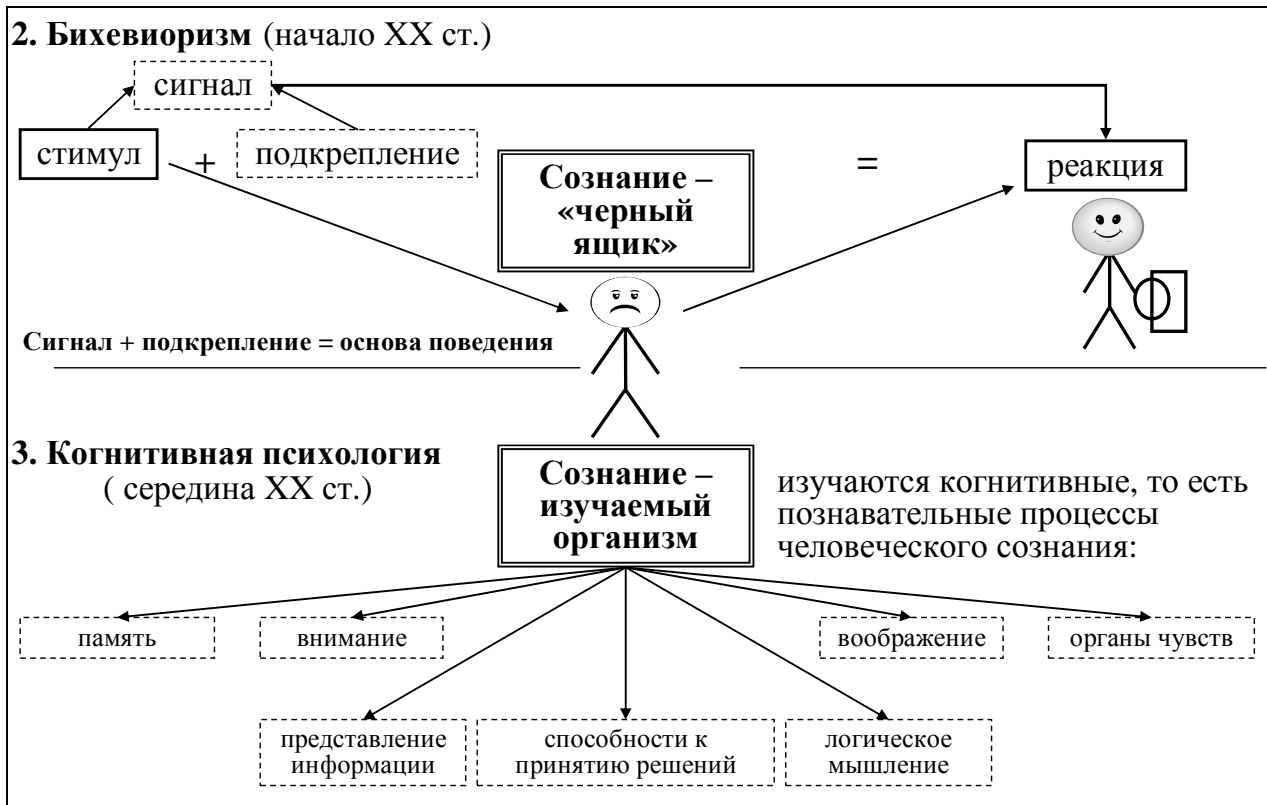 2. Бихевиоризм (начало XX ст.)
сигнал
стимул
+
подкрепление
=
реакция
Сознание –
«черный
ящик»
Сигнал + подкрепление = основа поведения
3. Когнитивная психология
( середина XX ст.)
Сознание –
изучаемый
организм
изучаются когнитивные, то есть
познавательные процессы
человеческого сознания:
память
внимание
воображение
органы чувств
представление
информации
способности к
принятию решений
логическое
мышление